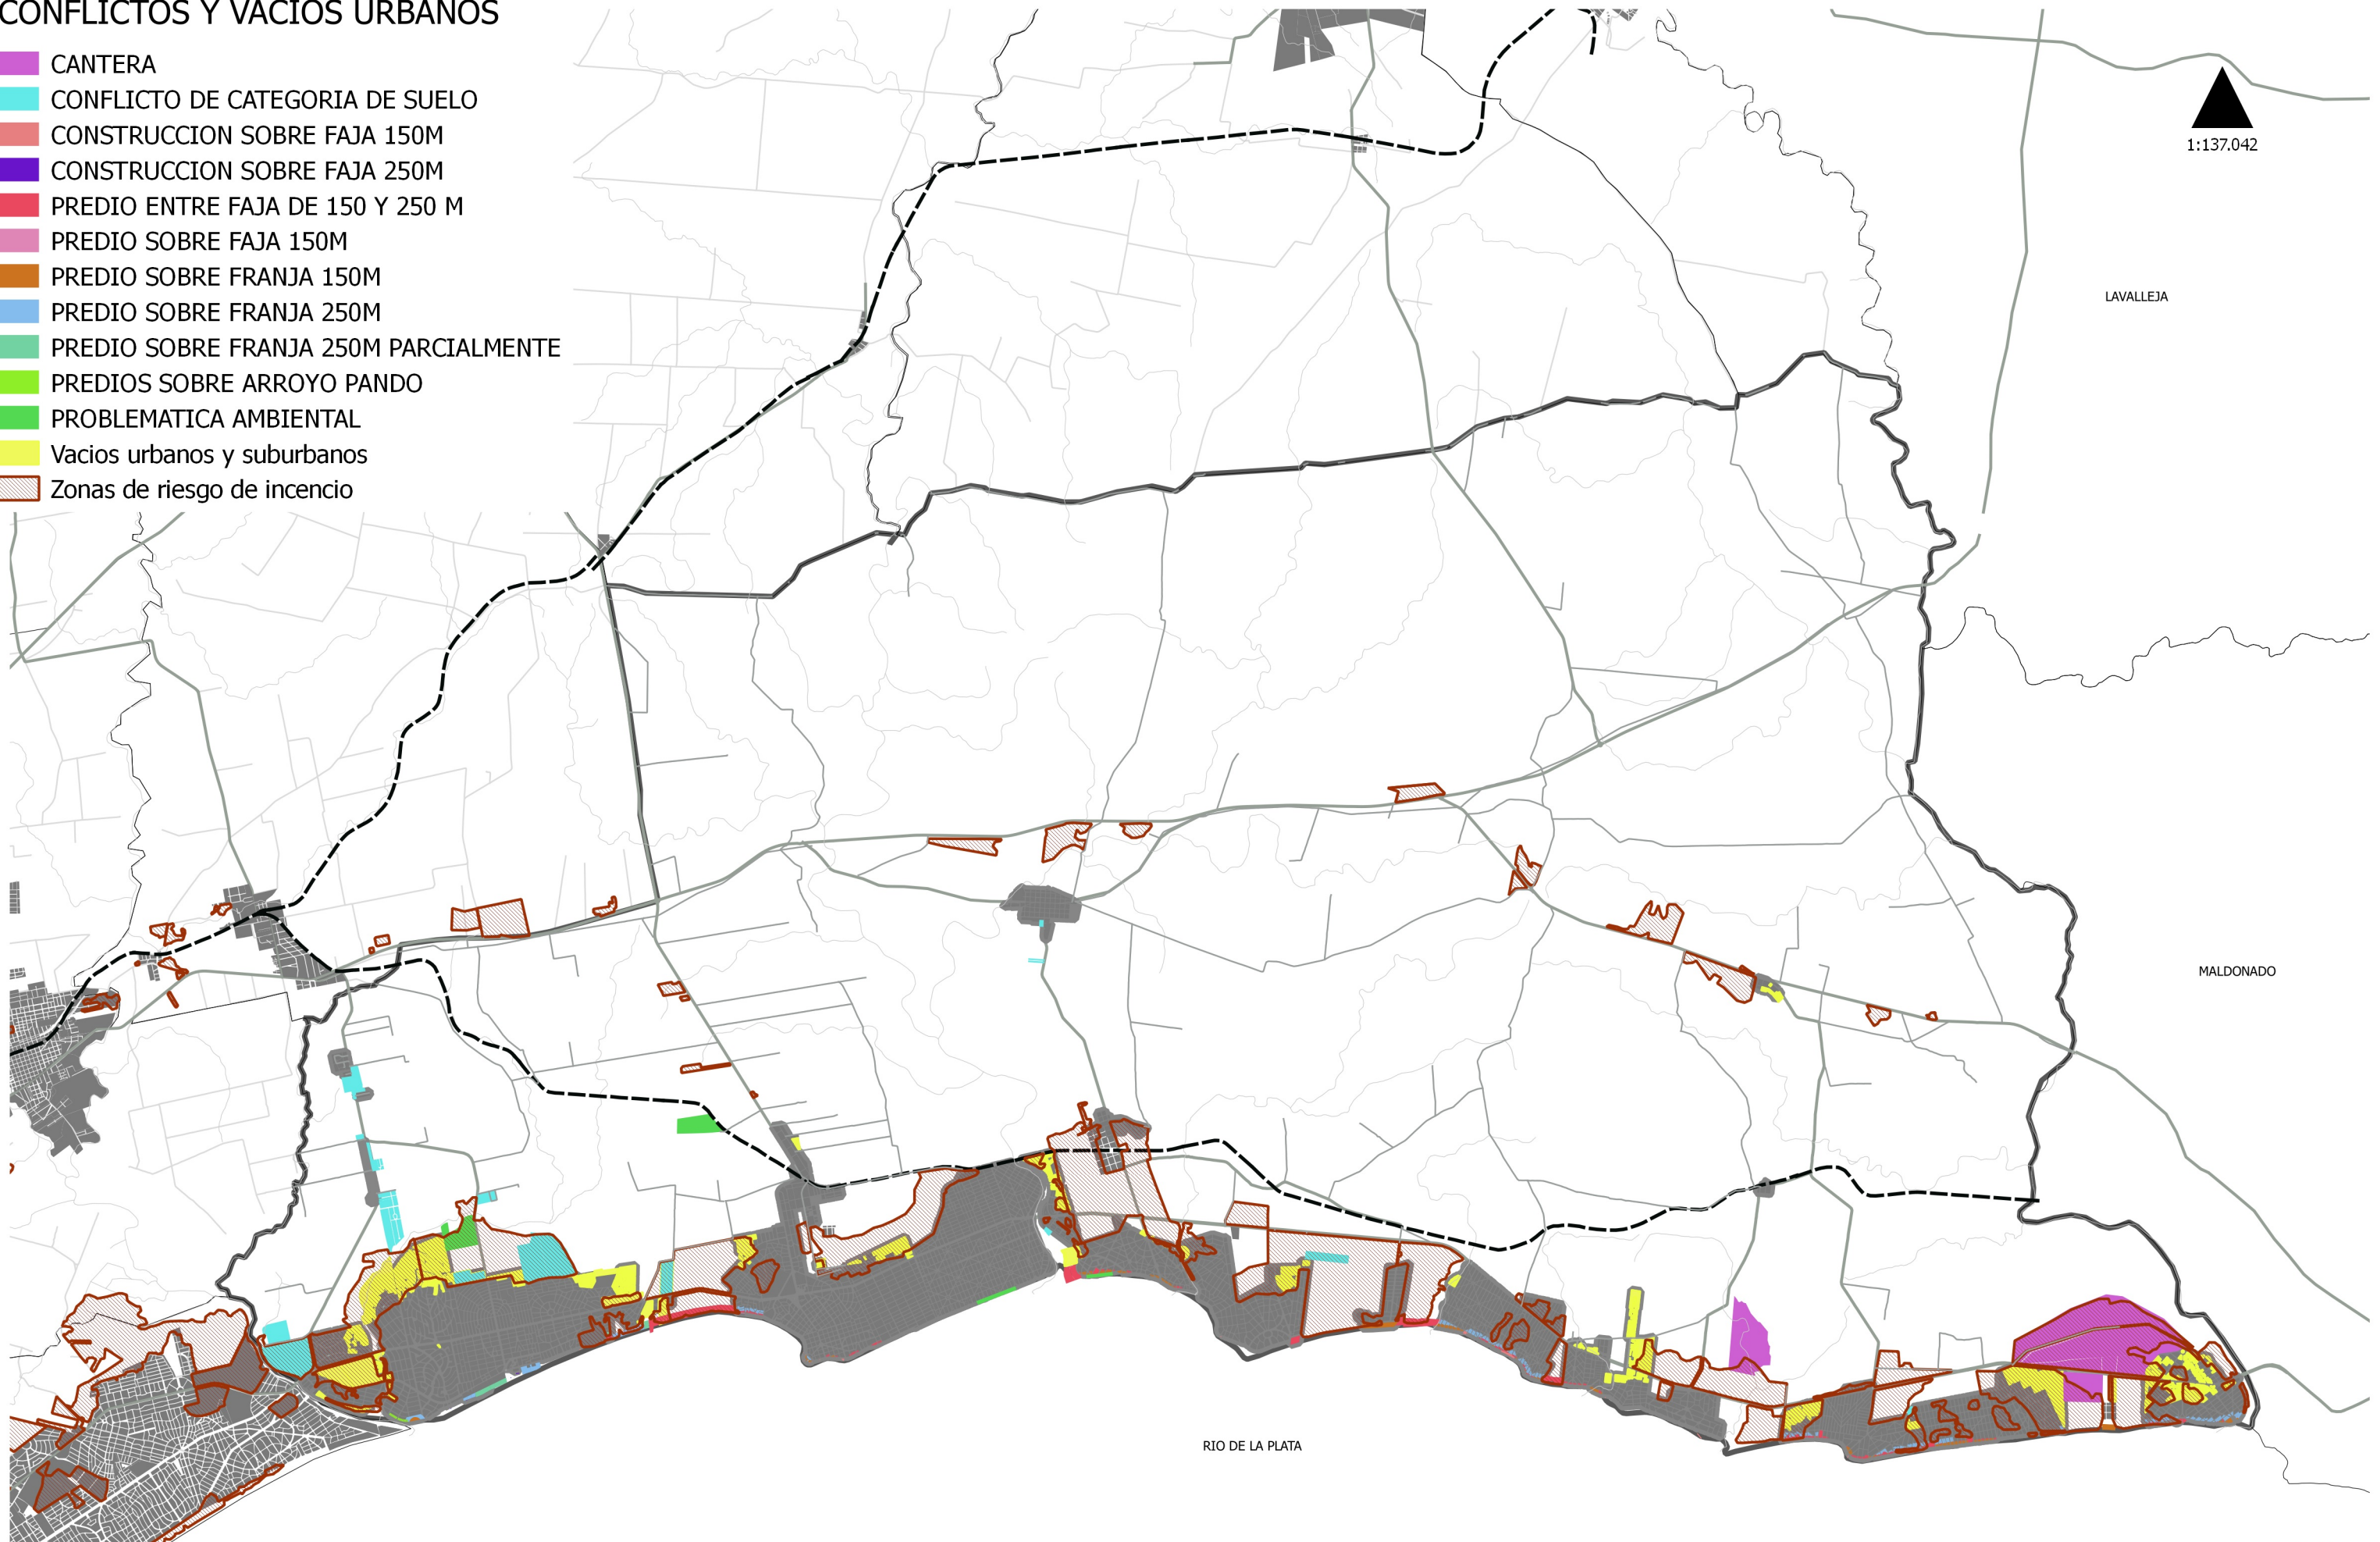 CONFLICTOS Y VACIOS URBANOS
CANTERA
CONFLICTO DE CATEGORIA DE SUELO
CONSTRUCCION SOBRE FAJA 150M
CONSTRUCCION SOBRE FAJA 250M
PREDIO ENTRE FAJA DE 150 Y 250 M
PREDIO SOBRE FAJA 150M
PREDIO SOBRE FRANJA 150M
PREDIO SOBRE FRANJA 250M
PREDIO SOBRE FRANJA 250M PARCIALMENTE
PREDIOS SOBRE ARROYO PANDO
PROBLEMATICA AMBIENTAL
Vacios urbanos y suburbanos
Zonas de riesgo de incencio
1:137.042
LAVALLEJA
MALDONADO
RIO DE LA PLATA